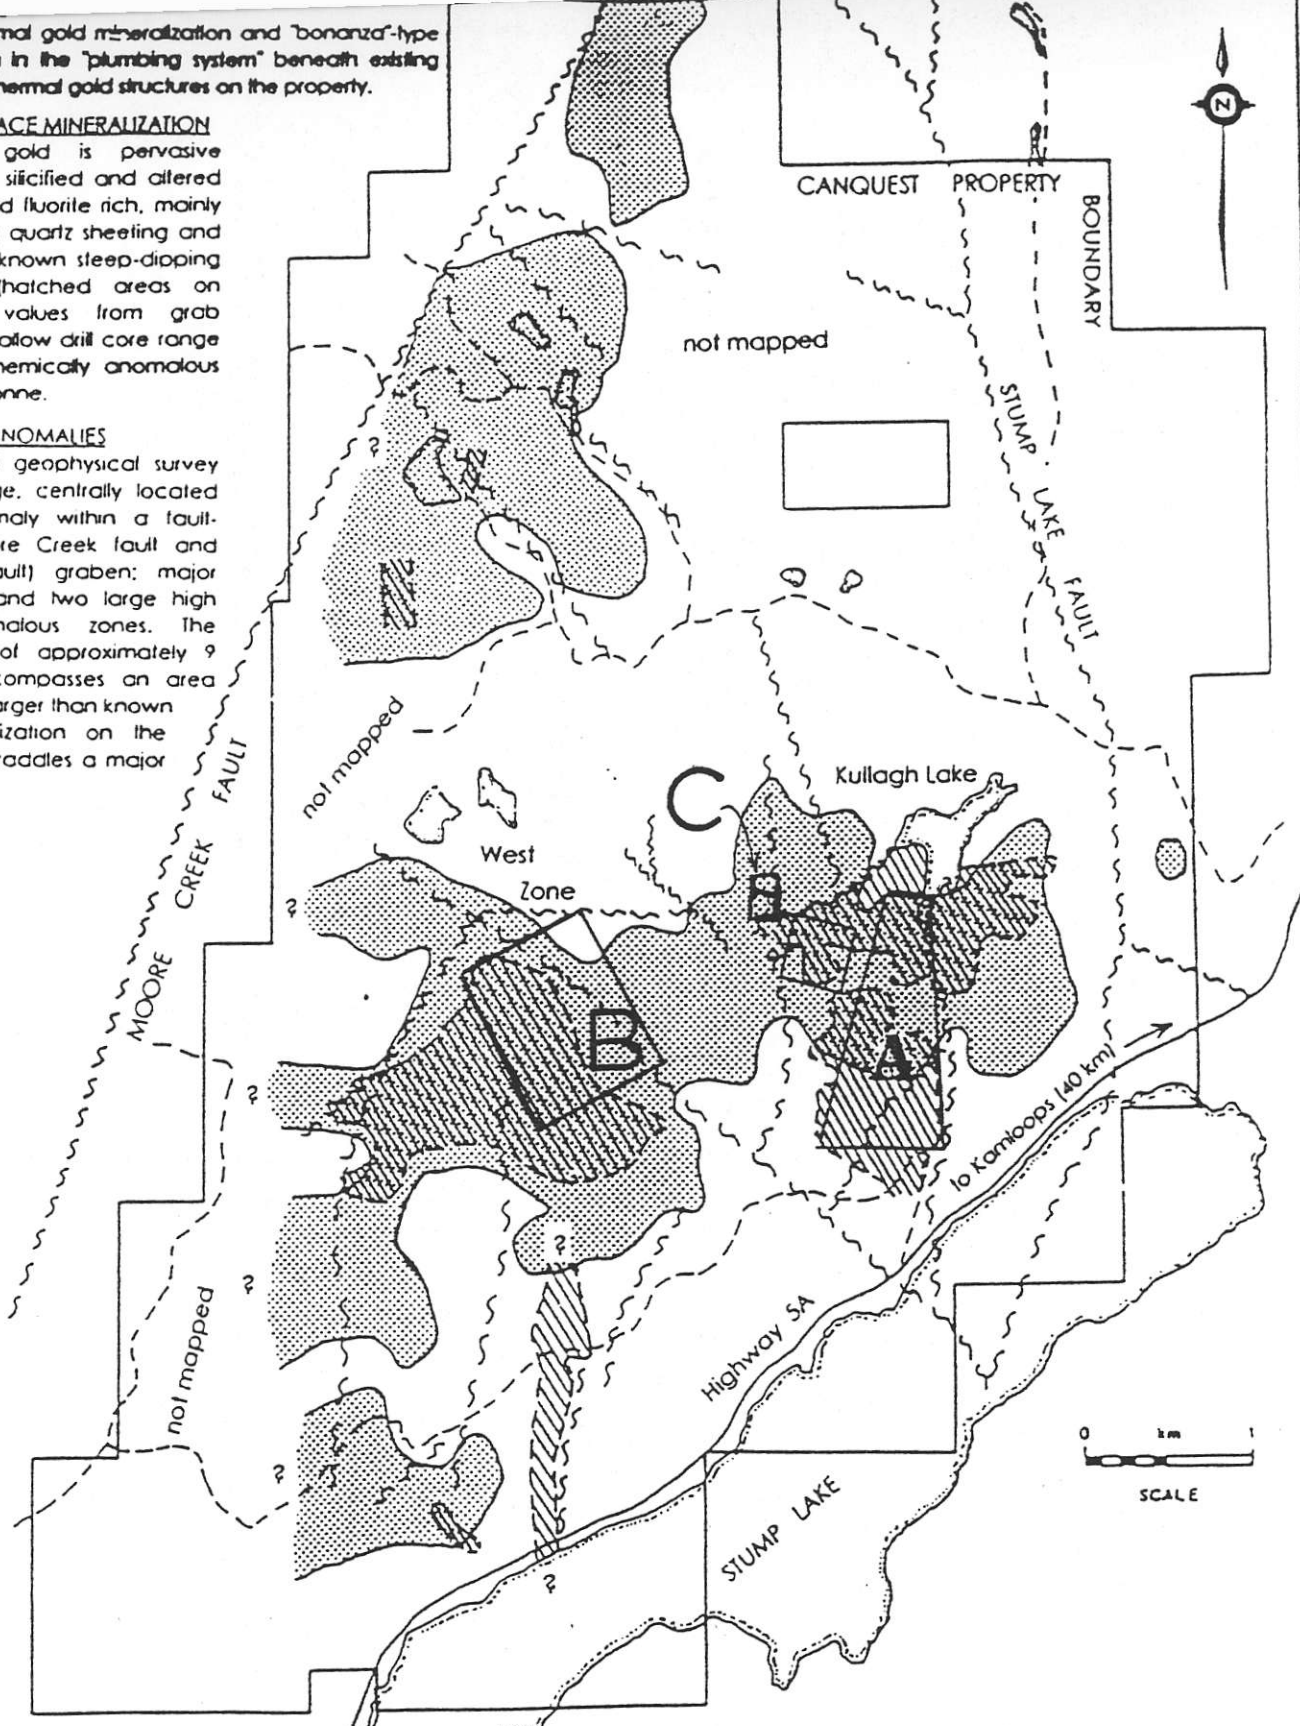 mal gold mineralization and "bonanza"-type
in the "plumbing system" beneath existing
hermal gold structures on the property.
ACE MINERALIZATION
gold is pervasive
silicified and altered
d fluorite rich, mainly
quartz sheeting and
known steep-dipping
(hatched areas on
values from grab
allow drill core range
hemically anomalous
onne.
NOMALIES
geophysical survey
ge, centrally located
maly within a fault-
re Creek fault and
ault) graben; major
and two large high
malous zones. The
of approximately 9
compasses an area
arger than known
ization on the
raddles a major
N
CANQUEST PROPERTY
BOUNDARY
not mapped
STUMP LAKE FAULT
?
not mapped
MOORE CREEK FAULT
Kullagh Lake
C
West
Zone
?
B
A
?
to Kamloops (40 km)
?
?
not mapped
Highway 5A
?
0 km 1
SCALE
STUMP LAKE
?